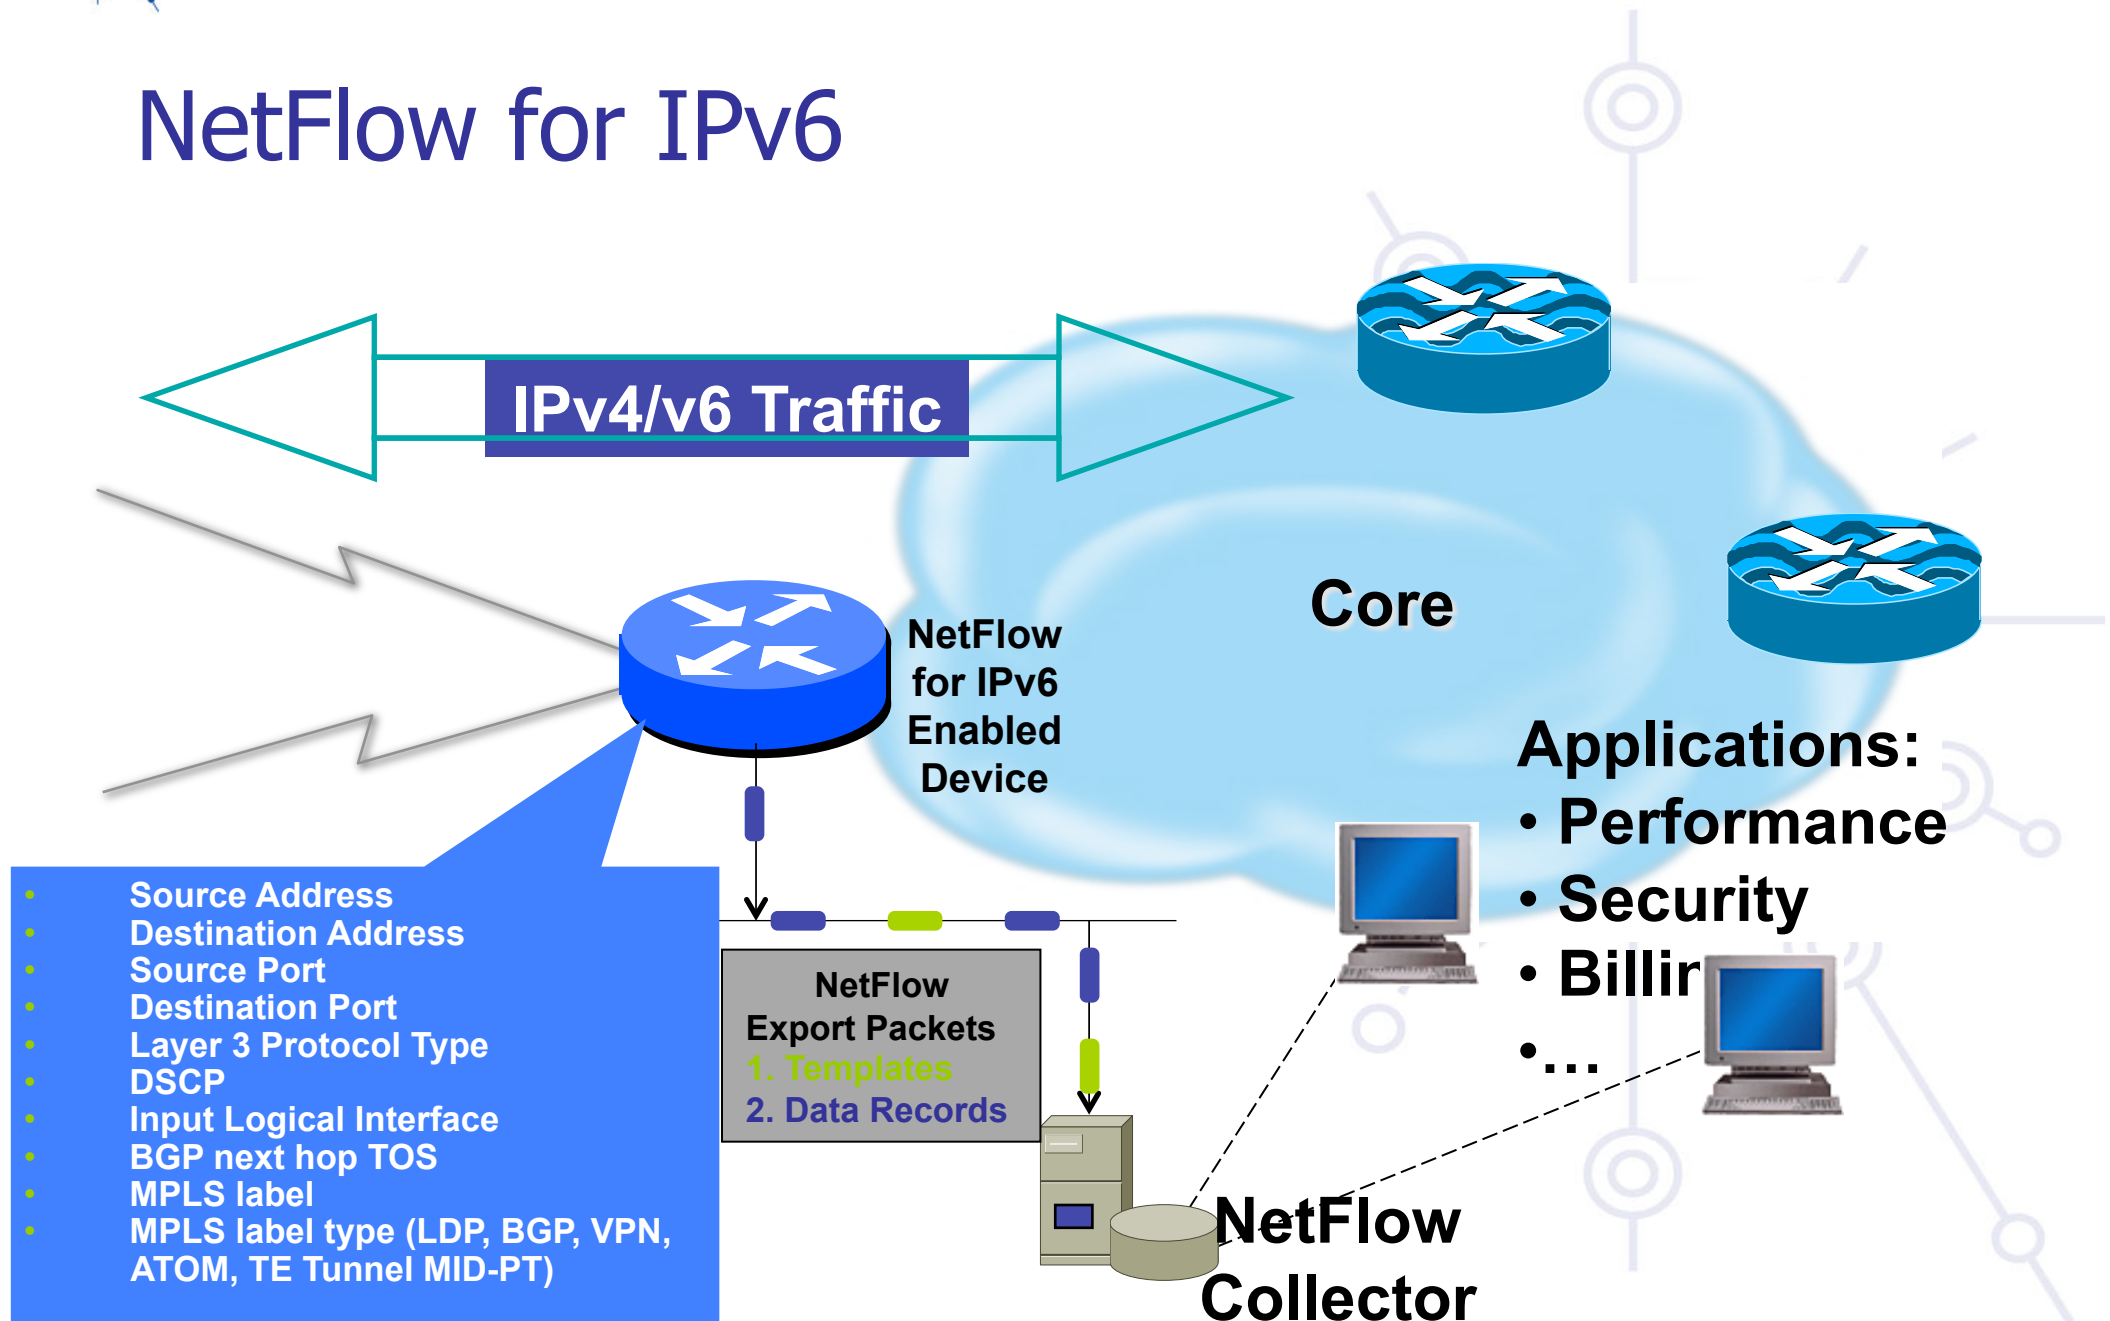 NetFlow for IPv6
IPv4/v6 Traffic
Core
NetFlow
for IPv6
Enabled
Device
Applications:
• Performance
• Security
•
•...
• Source Address
• Destination Address
• Source Port
• Destination Port
• Layer 3 Protocol Type
• DSCP
• Input Logical Interface
• BGP next hop TOS
• MPLS label
• MPLS label type (LDP, BGP, VPN,
ATOM, TE Tunnel MID-PT)
NetFlow
Export Packets
1. Templates
2. Data Records
NetFlow
Collector